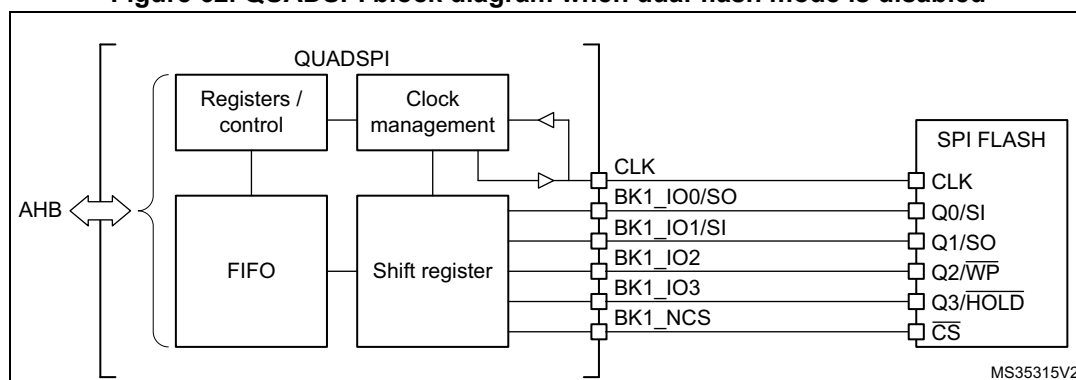 Figure 62. QUADSPI block diagram when dual-flash mode is disabled
QUADSPI
Registers /
control
Clock
management
SPI FLASH
CLK
CLK
BK1_IO0/SO
Q0/SI
AHB
BK1_IO1/SI
Q1/SO
FIFO
Shift register
BK1_IO2
Q2/WP
BK1_IO3
Q3/HOLD
BK1_NCS
CS
MS35315V2